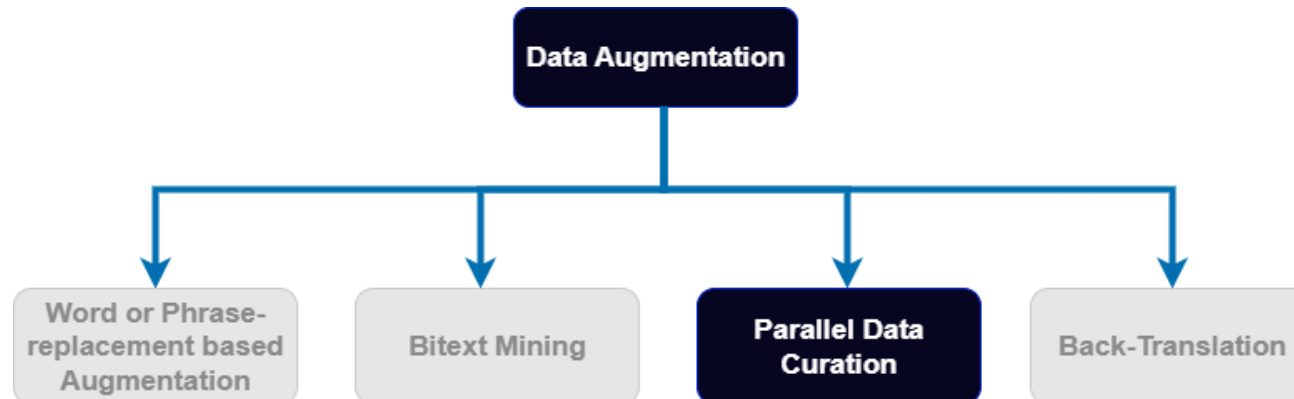 Data Augmentation
Word or Phrase-
replacement based
Augmentation
Bitext Mining
Parallel Data
Curation
Back-Translation